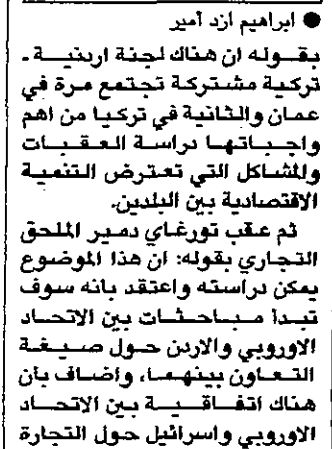 ● ابراهيم ازد امير
بقوله ان هناك لجنة اردنية -
تركية مشتركة تجتمع مرة في
عمان والثانية في تركيا من اهم
واجباتها دراسة العقبات
والمشاكل التي تعترض التنمية
الاقتصادية بين البلدين.
ثم عقب تورغاي دمير الملحق
التجاري بقوله: ان هذا الموضوع
يمكن دراسته واعتقد بانه سوف
تبدأ مباحثات بين الاتحاد
الاوروبي والاردن حول صيغة
التعاون بينهما، واضاف بأن
هناك اتفاقية بين الاتحاد
الاوروبي واسرائيل حول التجارة